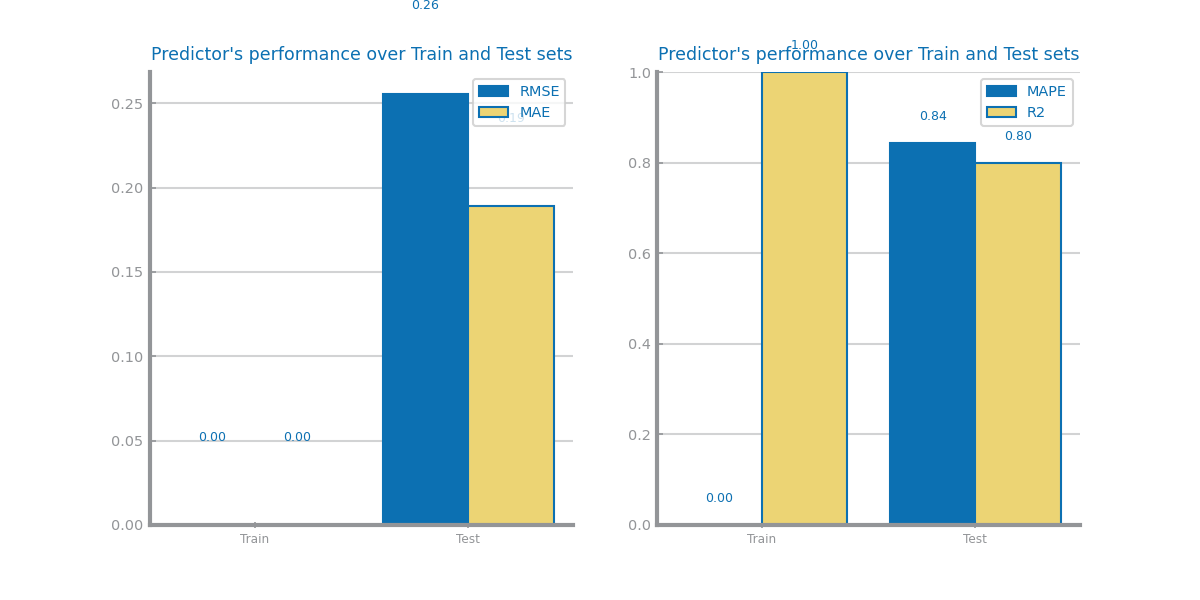 0.26
Predictor's performance over Train and Test sets
RMSE
MAE
0.25
0.19
0.20
0.15
0.10
0.05
0.00
0.00
0.00
Train
Test
Predictor's performance over Train and Test sets
1.00
MAPE
R2
1.0
0.84
0.80
0.8
0.6
0.4
0.2
0.00
0.0
Train
Test